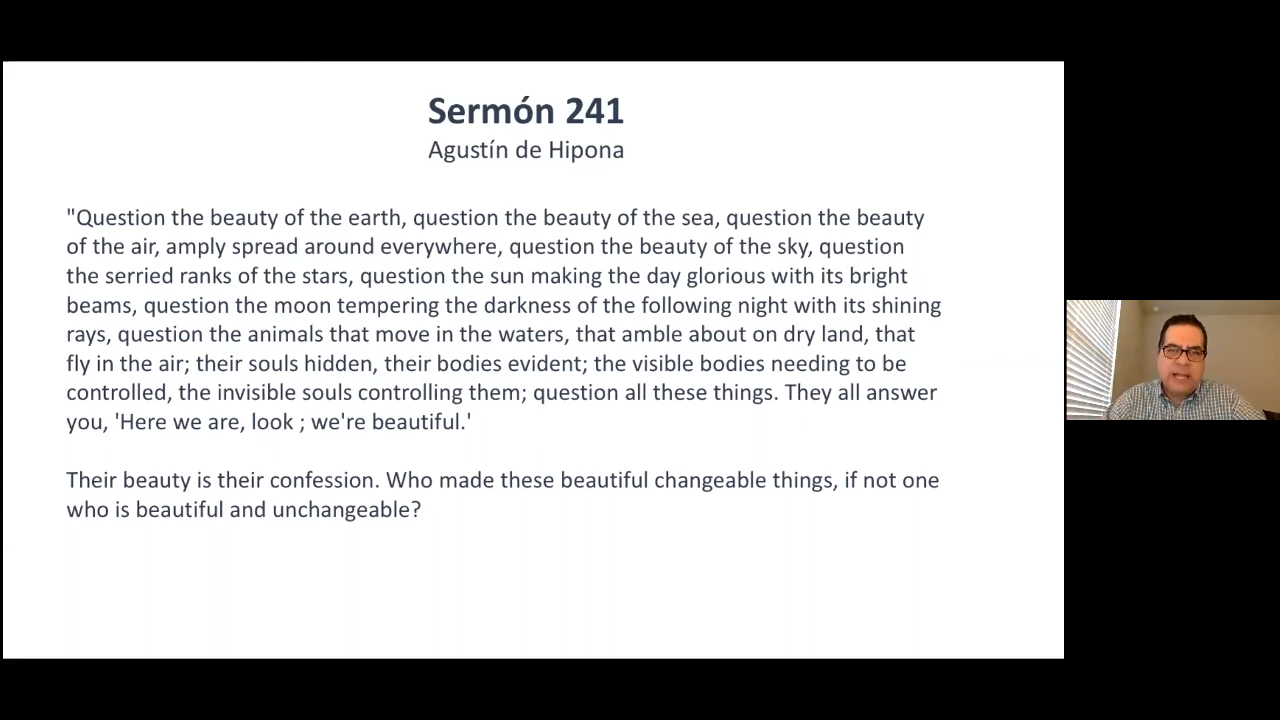 Sermón 241
Agustín de Hipona
"Question the beauty of the earth, question the beauty of the sea, question the beauty
of the air, amply spread around everywhere, question the beauty of the sky, question
the serried ranks of the stars, question the sun making the day glorious with its bright
beams, question the moon tempering the darkness of the following night with its shining
rays, question the animals that move in the waters, that amble about on dry land, that
fly in the air; their souls hidden, their bodies evident; the visible bodies needing to be
controlled, the invisible souls controlling them; question all these things. They all answer
you, 'Here we are, look ; we're beautiful.'
Their beauty is their confession. Who made these beautiful changeable things, if not one
who is beautiful and unchangeable?